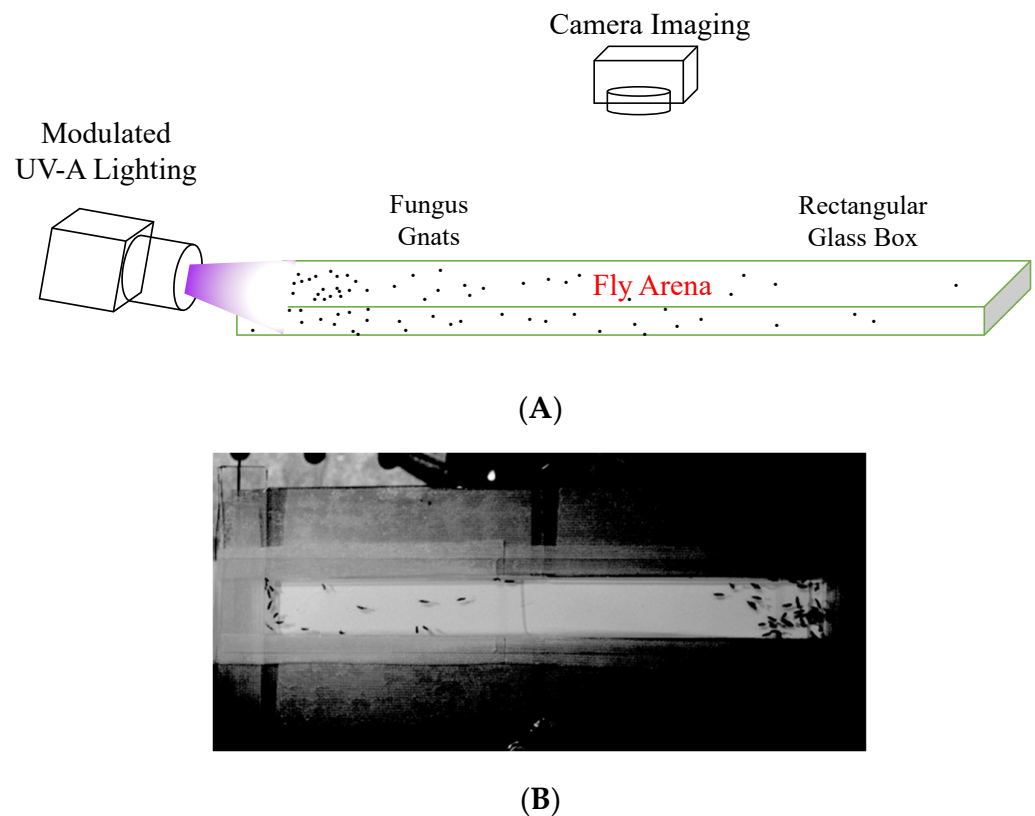 Camera Imaging
Modulated
UV-A Lighting
Fungus
Gnats
Rectangular
Glass Box
Fly Arena
(A)
(B)